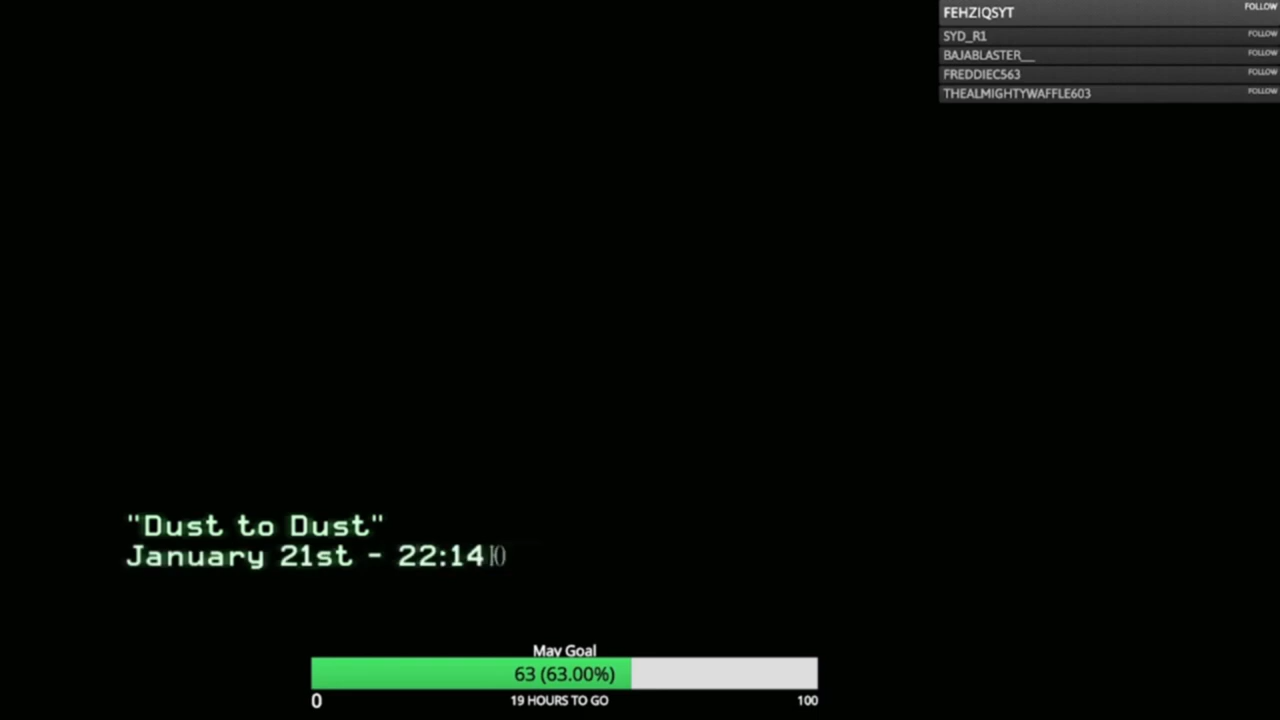 FEHZIQSYT FOLLOW
SYD_R1 FOLLOW
BAJABLASTER__ FOLLOW
FREDDIEC563 FOLLOW
THEALMIGHTYWAFFLE603 FOLLOW
"Dust to Dust"
January 21st - 22:14
May Goal
63 (63.00%)
0 19 HOURS TO GO 100